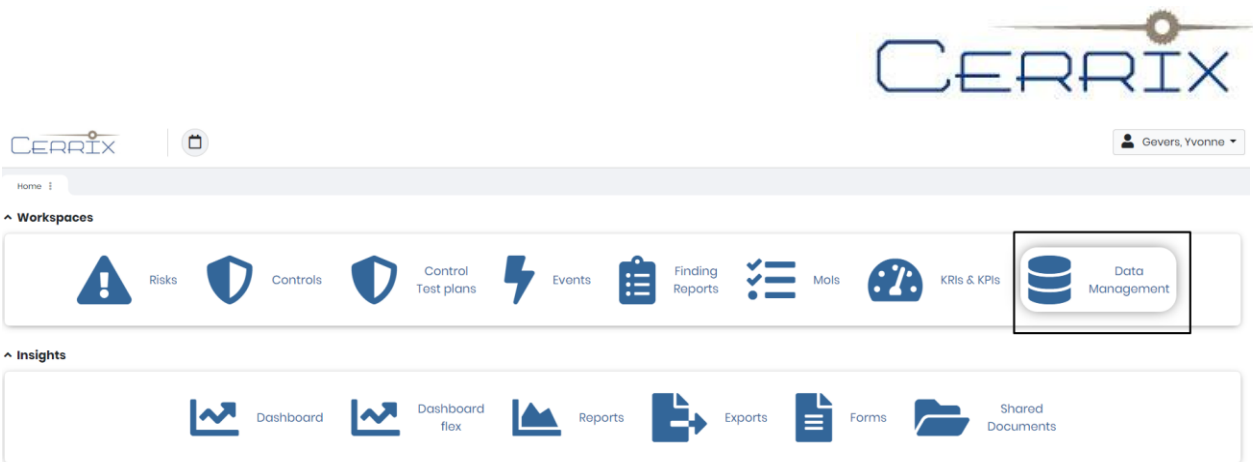 CERRIX
CERRIX
Gevers, Yvonne
Home
Workspaces
Risks
Controls
Control
Test plans
Events
Finding
Reports
MoIs
KRIs & KPIs
Data
Management
Insights
Dashboard
Dashboard
flex
Reports
Exports
Forms
Shared
Documents